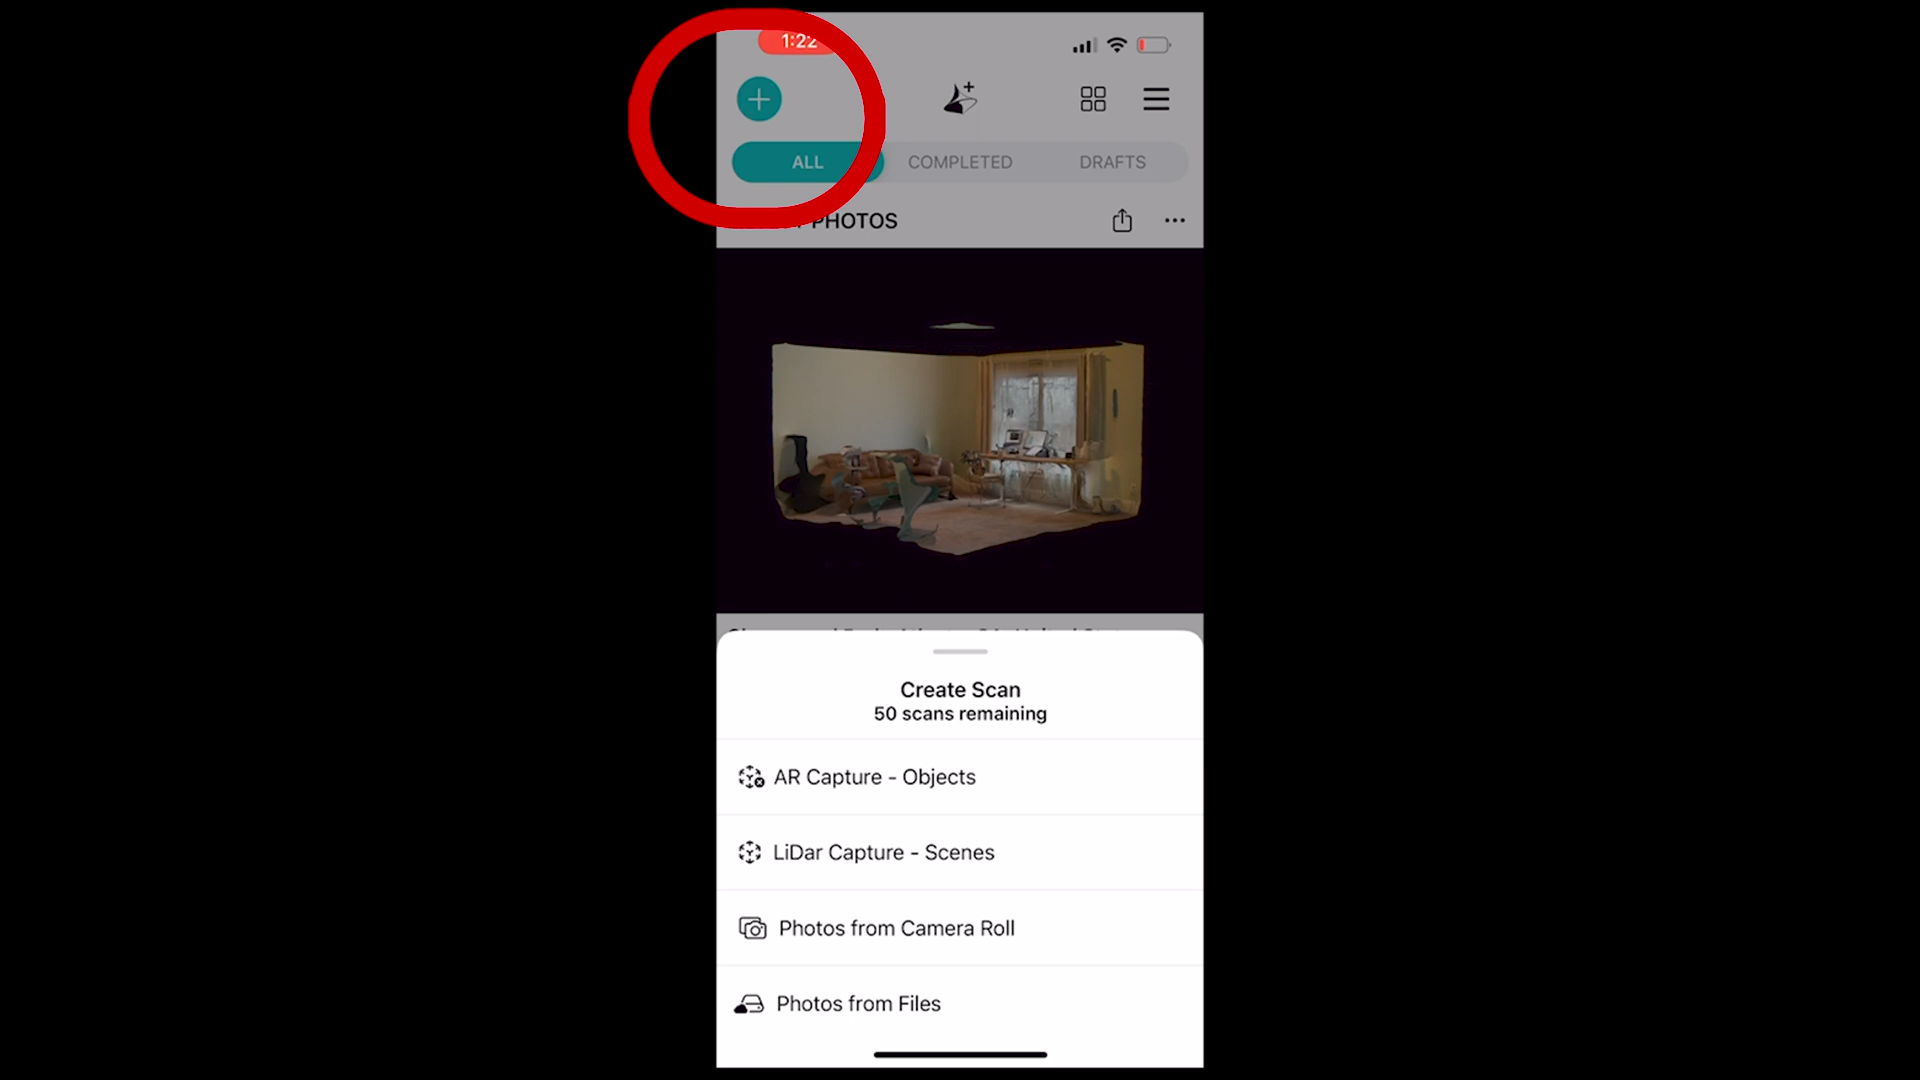 1:22
ALL
COMPLETED
DRAFTS
PHOTOS
Create Scan
50 scans remaining
AR Capture - Objects
LiDar Capture - Scenes
Photos from Camera Roll
Photos from Files